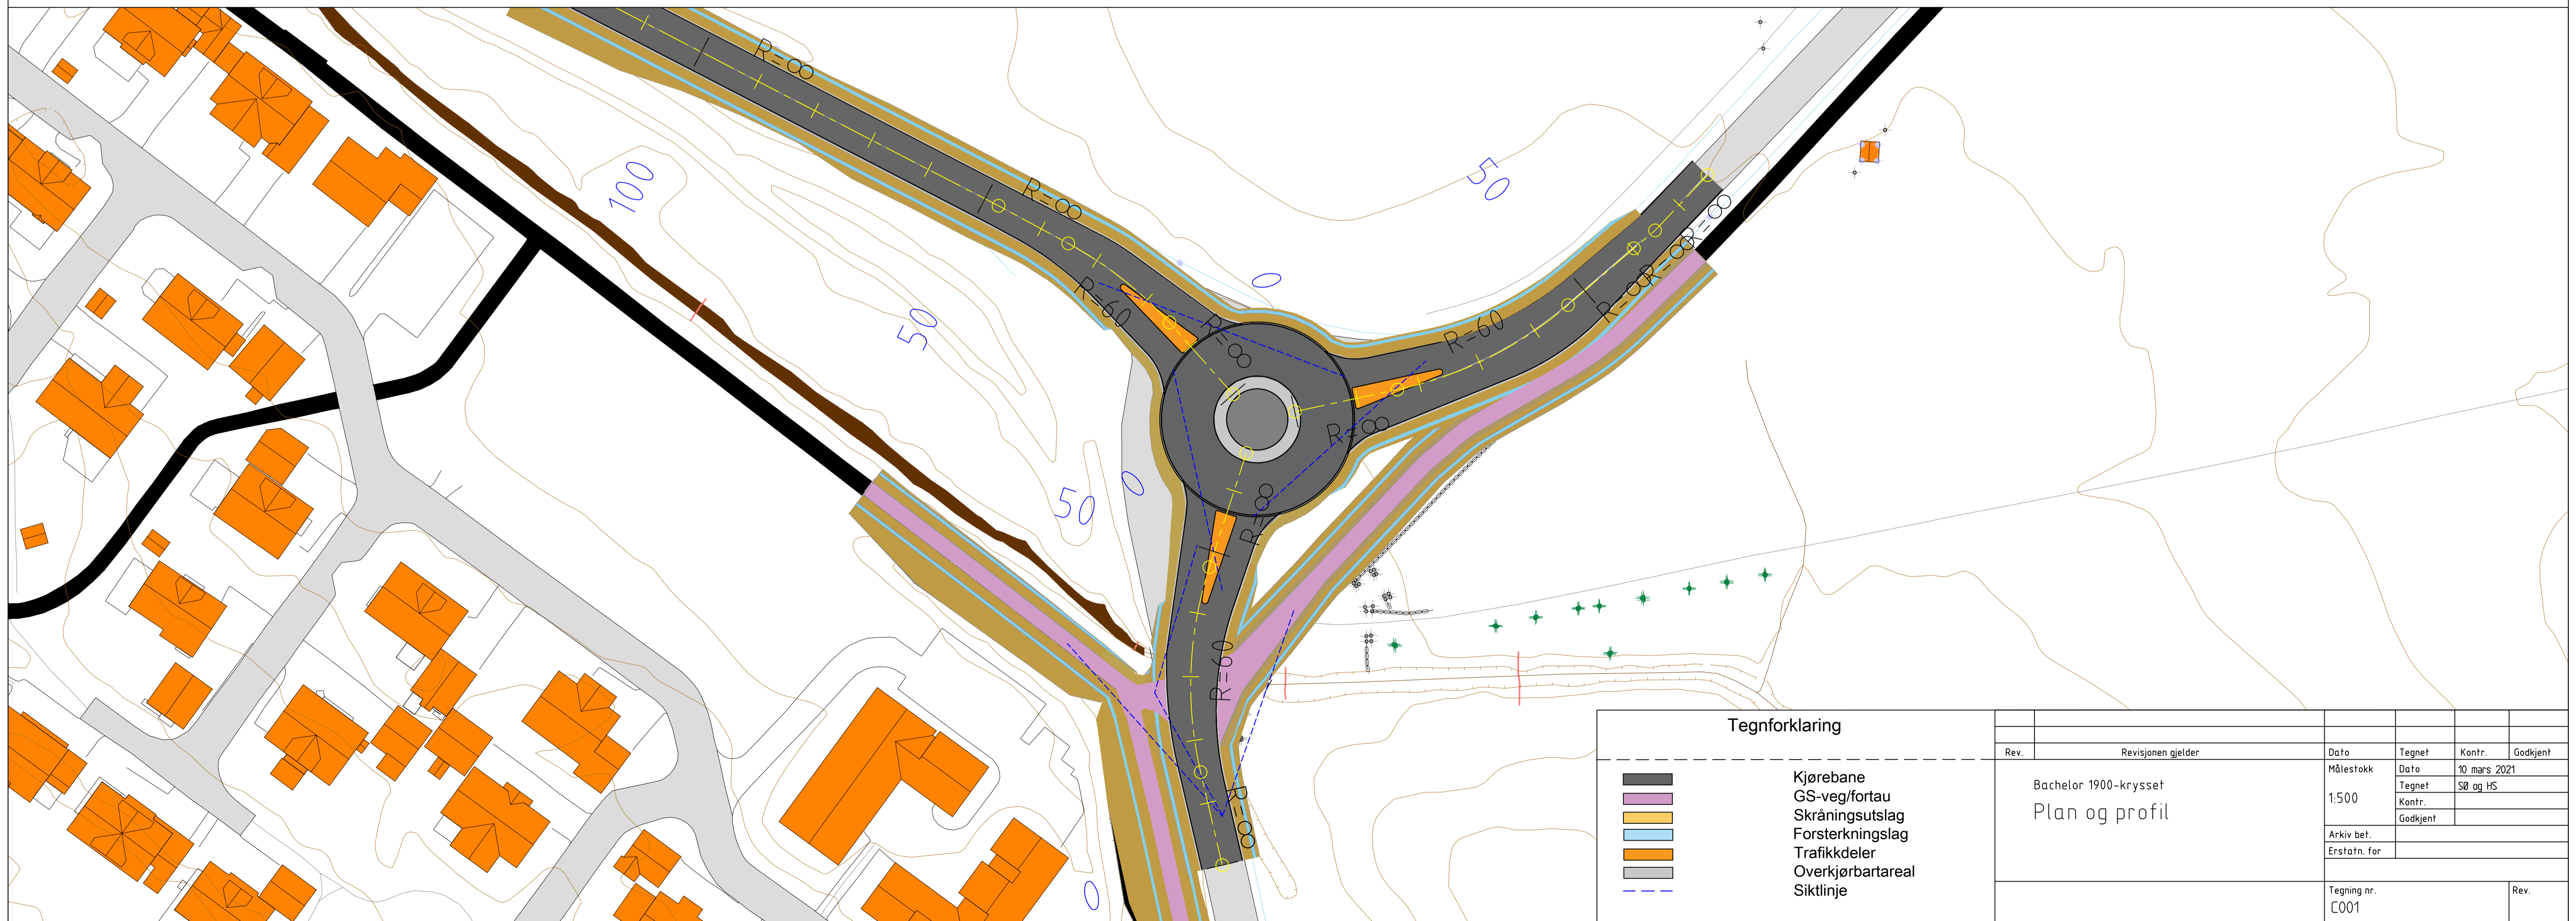 R=∞
R=∞
100
50
0
50
R=∞
R=∞
R=60
R=∞
R=60
50
0
R=∞
R=∞
R=60
R=∞
0
Tegnforklaring
Kjørebane
GS-veg/fortau
Skråningsutslag
Forsterkningslag
Trafikkdeler
Overkjørbartareal
Siktlinje
Rev. Revisjonen gjelder Dato Tegnet Kontr. Godkjent
Bachelor 1900-krysset
Plan og profil
Målestokk
1:500
Dato 10 mars 2021
Tegnet SØ og HS
Kontr.
Godkjent
Arkiv bet.
Erstatn. for
Tegning nr.
C001
Rev.